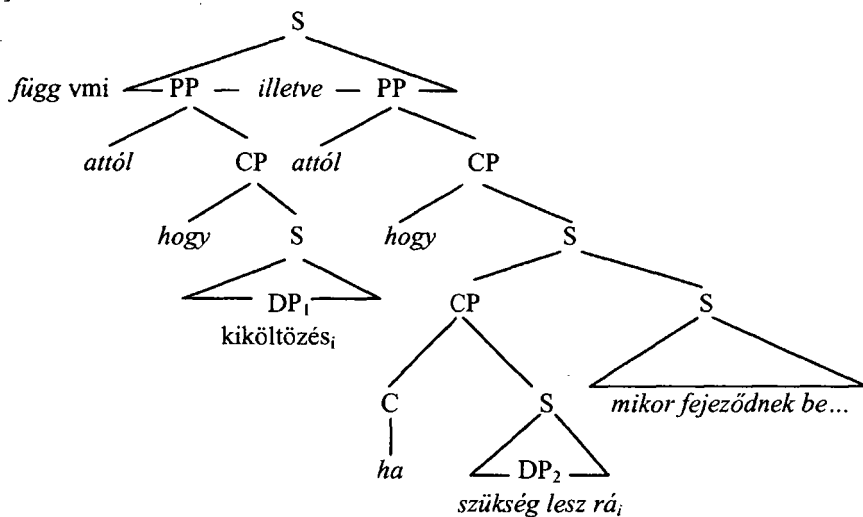 S
függ vmi PP illetve PP
attól CP attól CP
hogy S hogy S
DP₁ CP S
kiköltözésᵢ
C S mikor fejeződnek be...
ha DP₂
szükség lesz ráᵢ